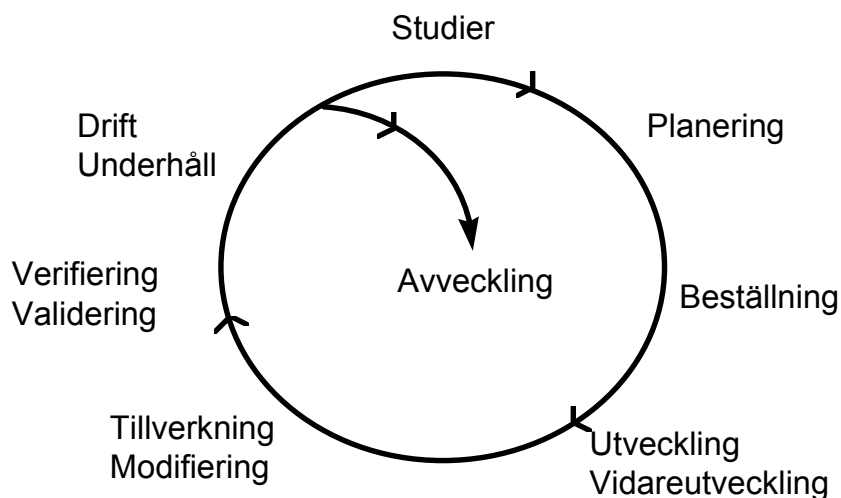 Studier
Planering
Beställning
Utveckling
Vidareutveckling
Tillverkning
Modifiering
Verifiering
Validering
Drift
Underhåll
Avveckling